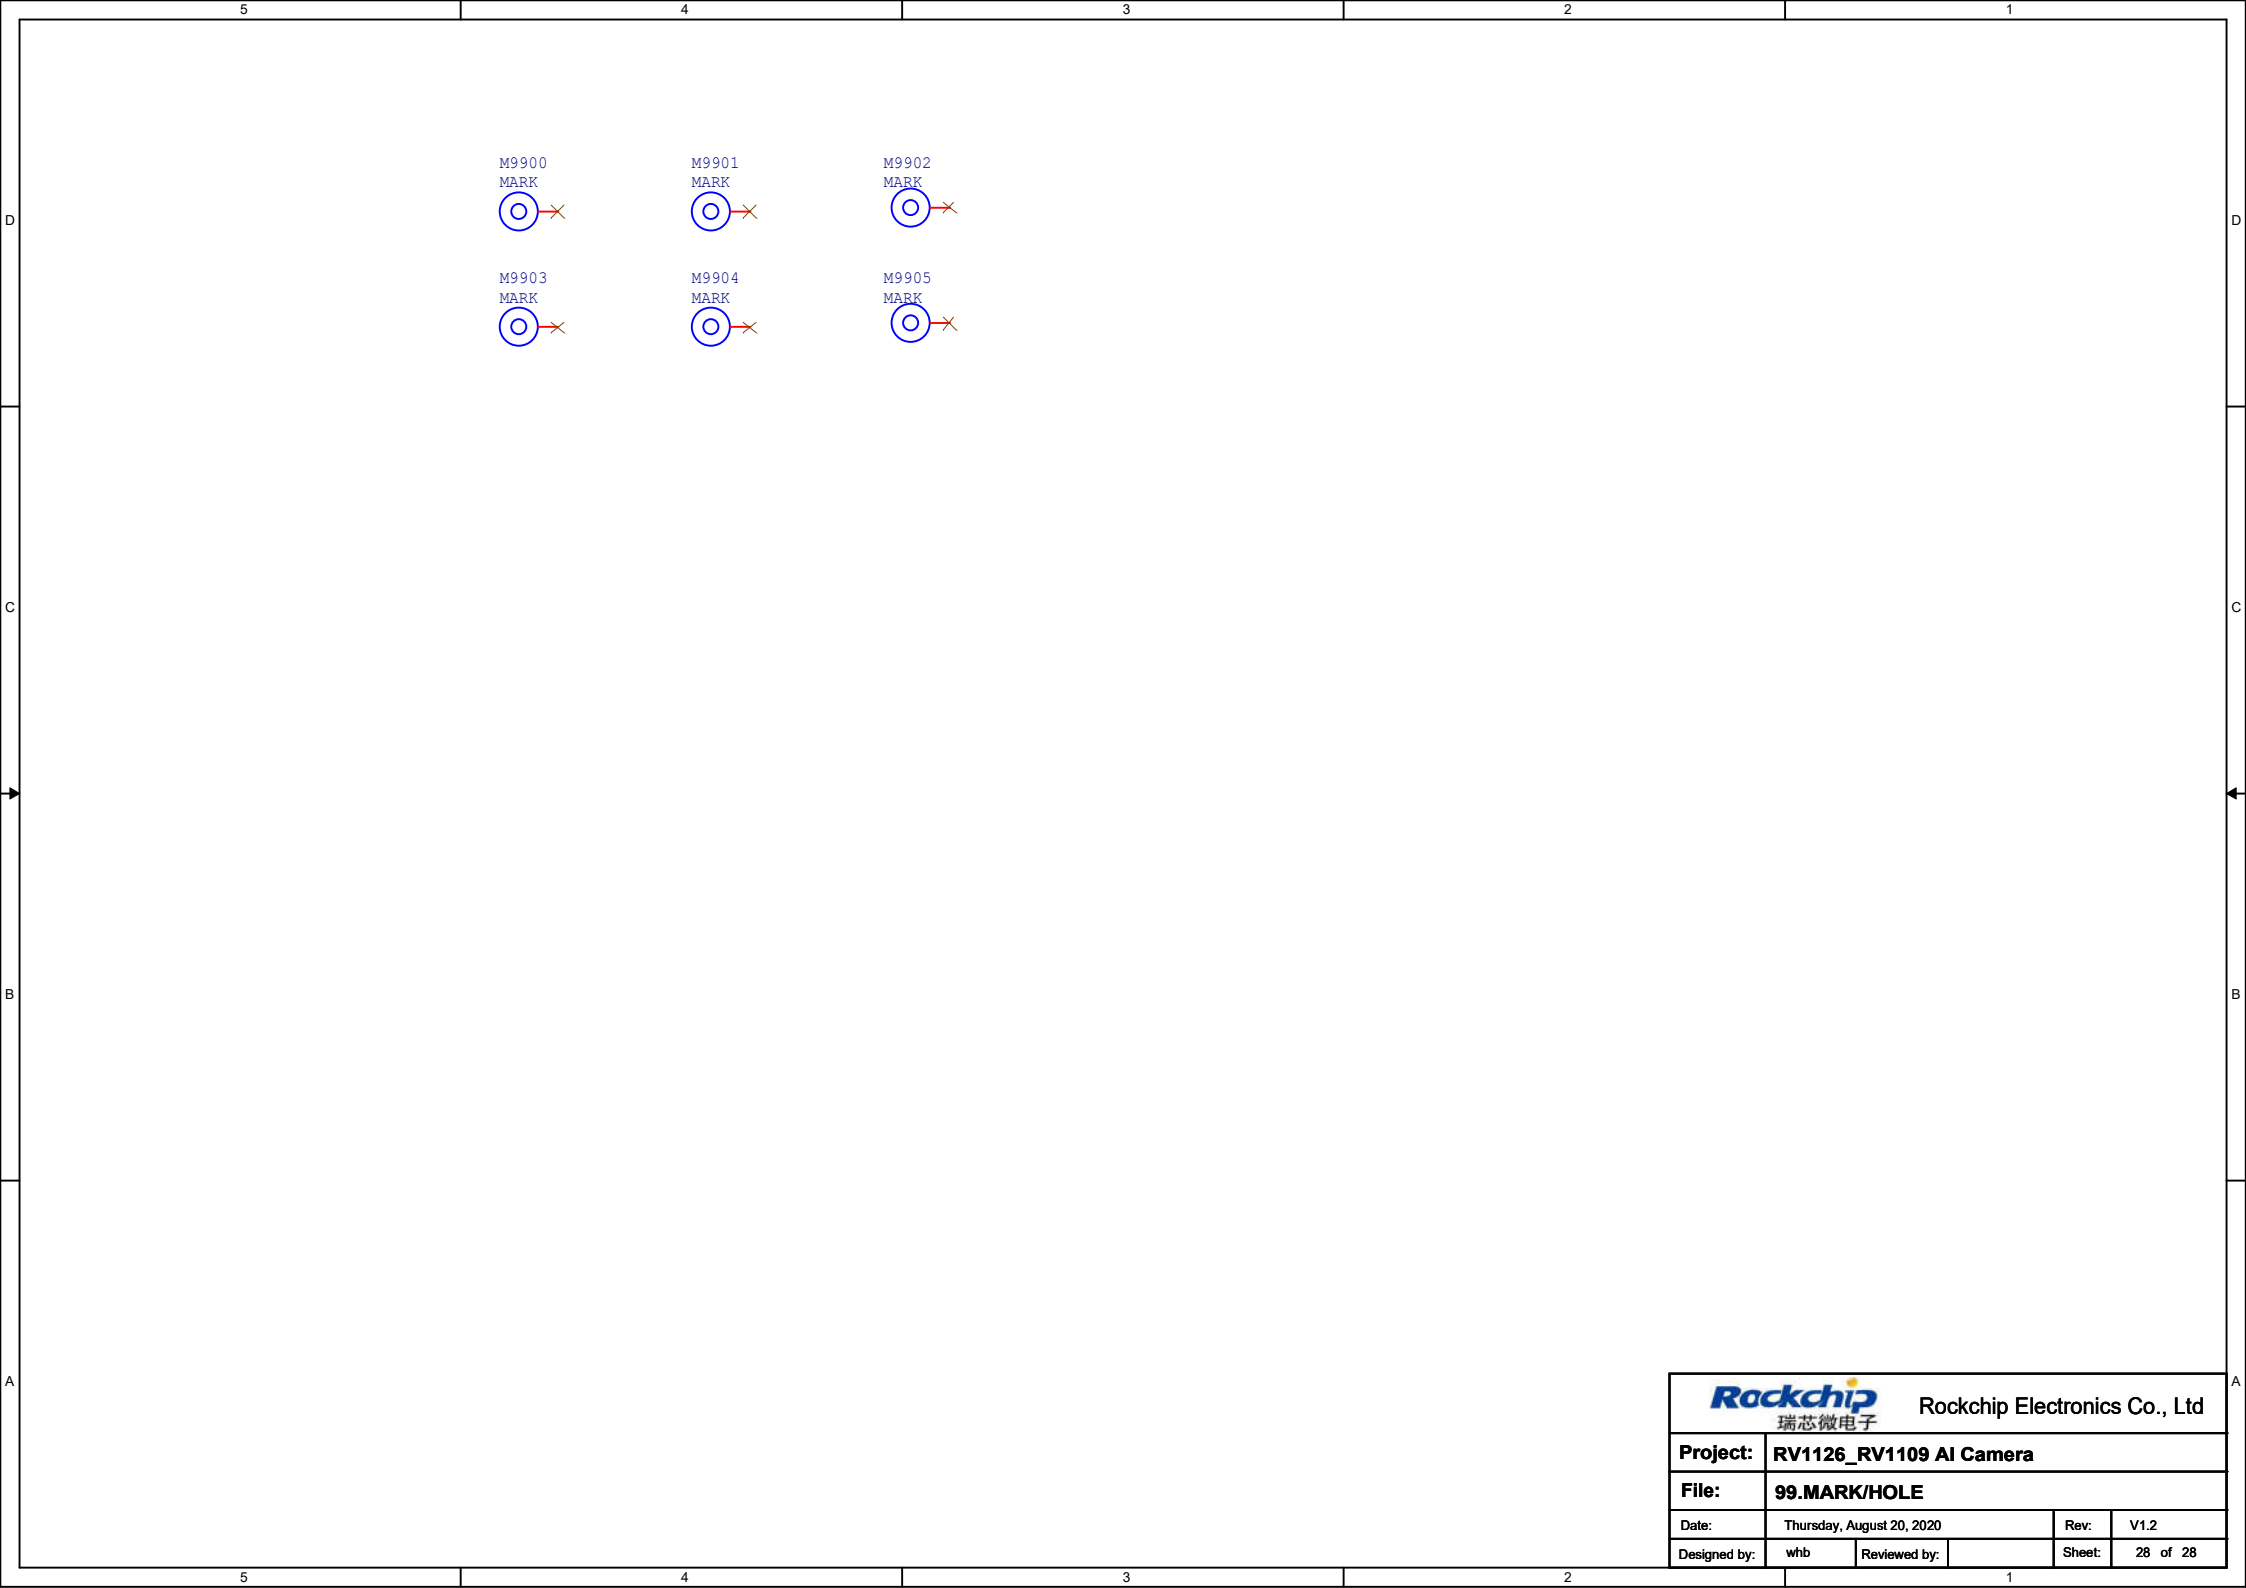 5 4 3 2 1
M9900 M9901 M9902
MARK MARK MARK
D D
M9903 M9904 M9905
MARK MARK MARK
C C
B B
A A
Rockchip
瑞芯微电子
Rockchip Electronics Co., Ltd
Project: RV1126_RV1109 AI Camera
File: 99.MARK/HOLE
Date: Thursday, August 20, 2020 Rev: V1.2
Designed by: whb Reviewed by: Sheet: 28 of 28
5 4 3 2 1